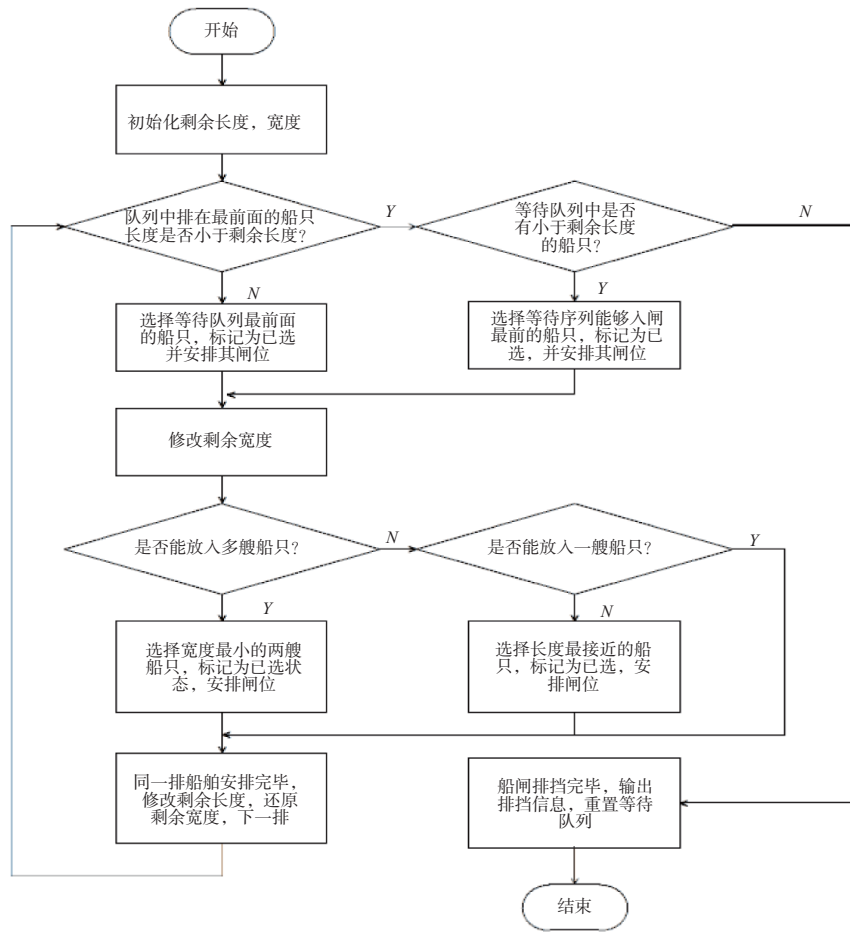 开始
初始化剩余长度，宽度
队列中排在最前面的船只
长度是否小于剩余长度？
Y
等待队列中是否
有小于剩余长度
的船只？
N
N
Y
选择等待队列最前面
的船只，标记为已选
并安排其闸位
选择等待序列能够入闸
最前的船只，标记为已
选，并安排其闸位
修改剩余宽度
是否能放入多艘船只？
N
是否能放入一艘船只？
Y
Y
N
选择宽度最小的两艘
船只，标记为已选状
态，安排闸位
选择长度最接近的船
只，标记为已选，安
排闸位
同一排船舶安排完毕，
修改剩余长度，还原
剩余宽度，下一排
船闸排挡完毕，输出
排挡信息，重置等待
队列
结束